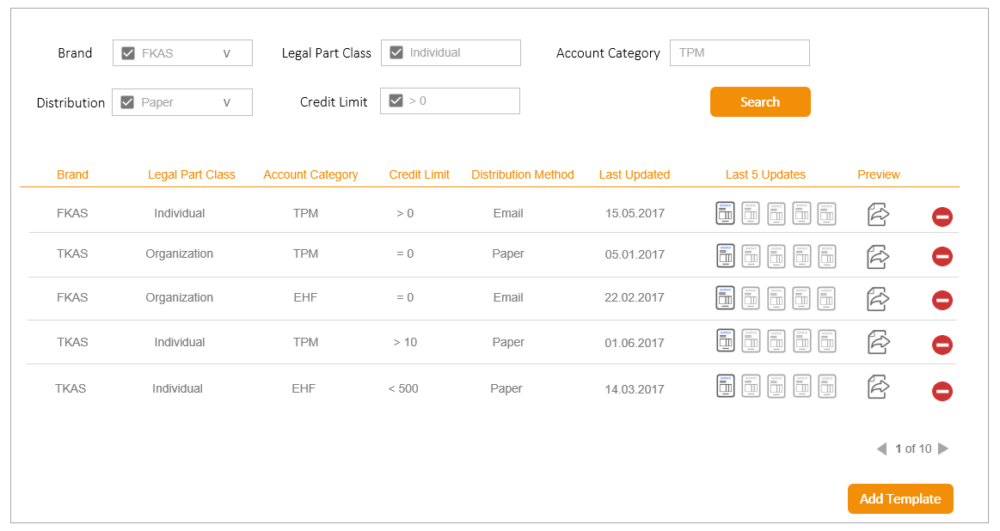 Brand FKAS v Legal Part Class Individual Account Category TPM
Distribution Paper v Credit Limit > 0 Search
Brand Legal Part Class Account Category Credit Limit Distribution Method Last Updated Last 5 Updates Preview
FKAS Individual TPM > 0 Email 15.05.2017
TKAS Organization TPM = 0 Paper 05.01.2017
FKAS Organization EHF = 0 Email 22.02.2017
TKAS Individual TPM > 10 Paper 01.06.2017
TKAS Individual EHF < 500 Paper 14.03.2017
1 of 10
Add Template